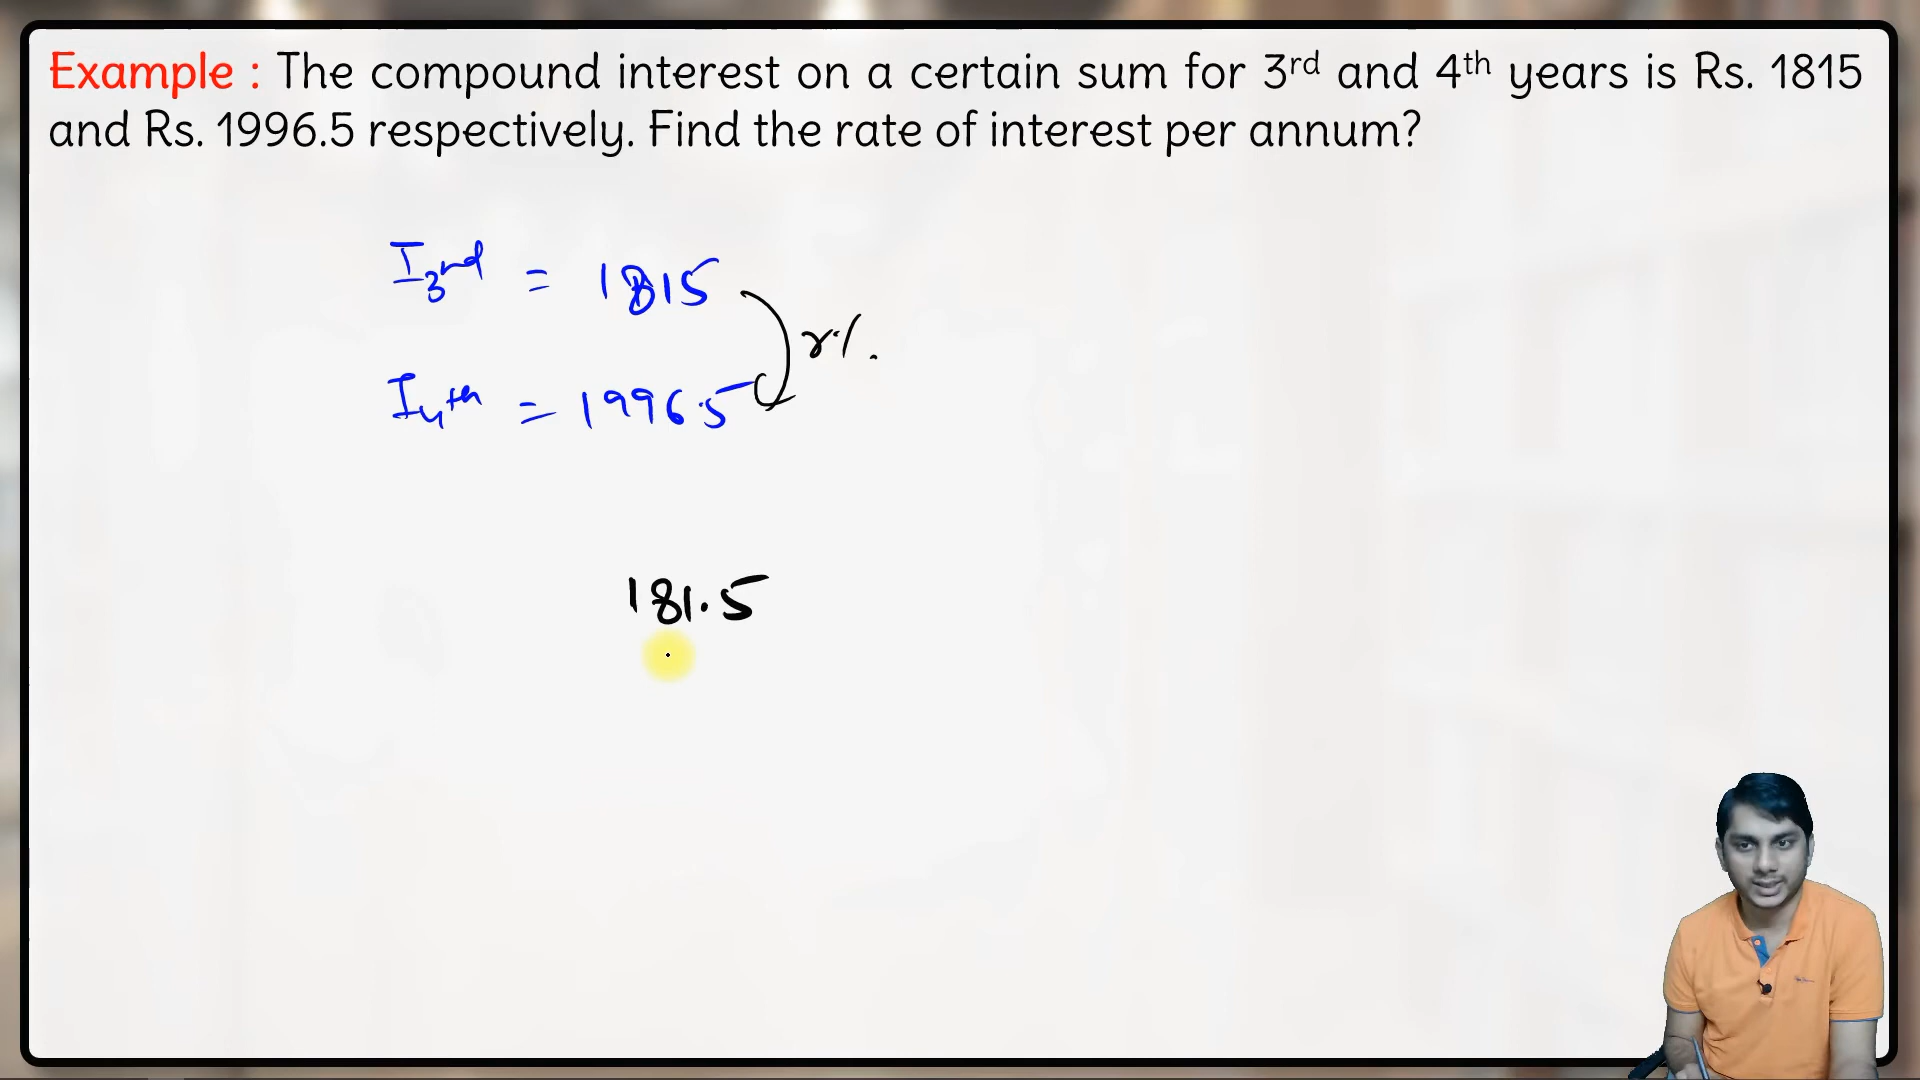 Example : The compound interest on a certain sum for 3rd and 4th years is Rs. 1815
and Rs. 1996.5 respectively. Find the rate of interest per annum?
I3rd = 1815
r%.
I4th = 1996.5
181.5